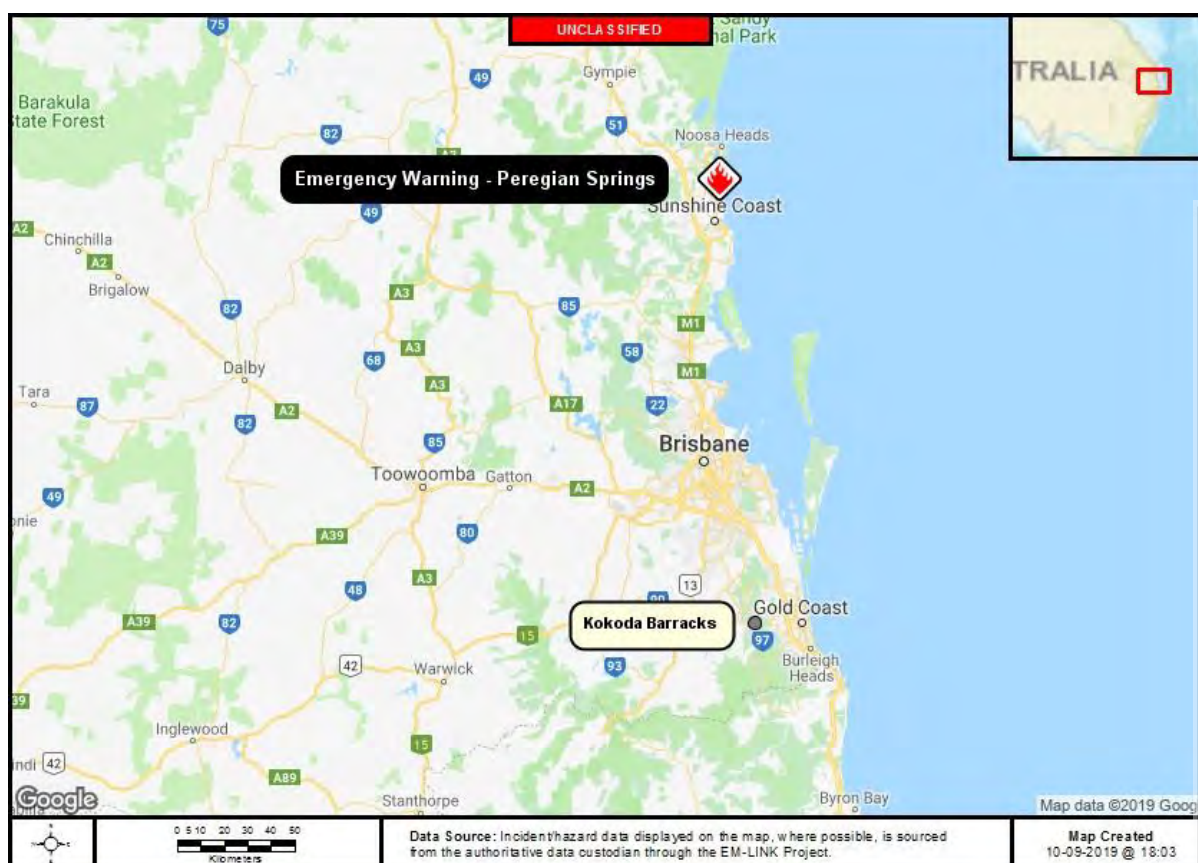 UNCLASSIFIED
Sandy
nal Park
TRALIA
75
49
Gympie
Barakula
State Forest
51
82
82
A3
Noosa Heads
Emergency Warning - Peregian Springs
Sunshine Coast
49
A2
Chinchilla
A2
Brigalow
A3
85
82
M1
68
A3
58
M1
Dalby
A3
Tara
87
A2
A17
22
82
85
Brisbane
Toowoomba
Gatton
A2
49
nie
A39
80
A3
13
48
Kokoda Barracks
Gold Coast
97
A39
82
15
Burleigh
Heads
42
Warwick
93
39
Inglewood
15
ndi
42
A89
Google
Stanthorpe
Byron Bay
Map data ©2019 Goog
0 5 10 20 30 40 50
Kilometers
Data Source: Incident/hazard data displayed on the map, where possible, is sourced
from the authoritative data custodian through the EM-LINK Project.
Map Created
10-09-2019 @ 18:03